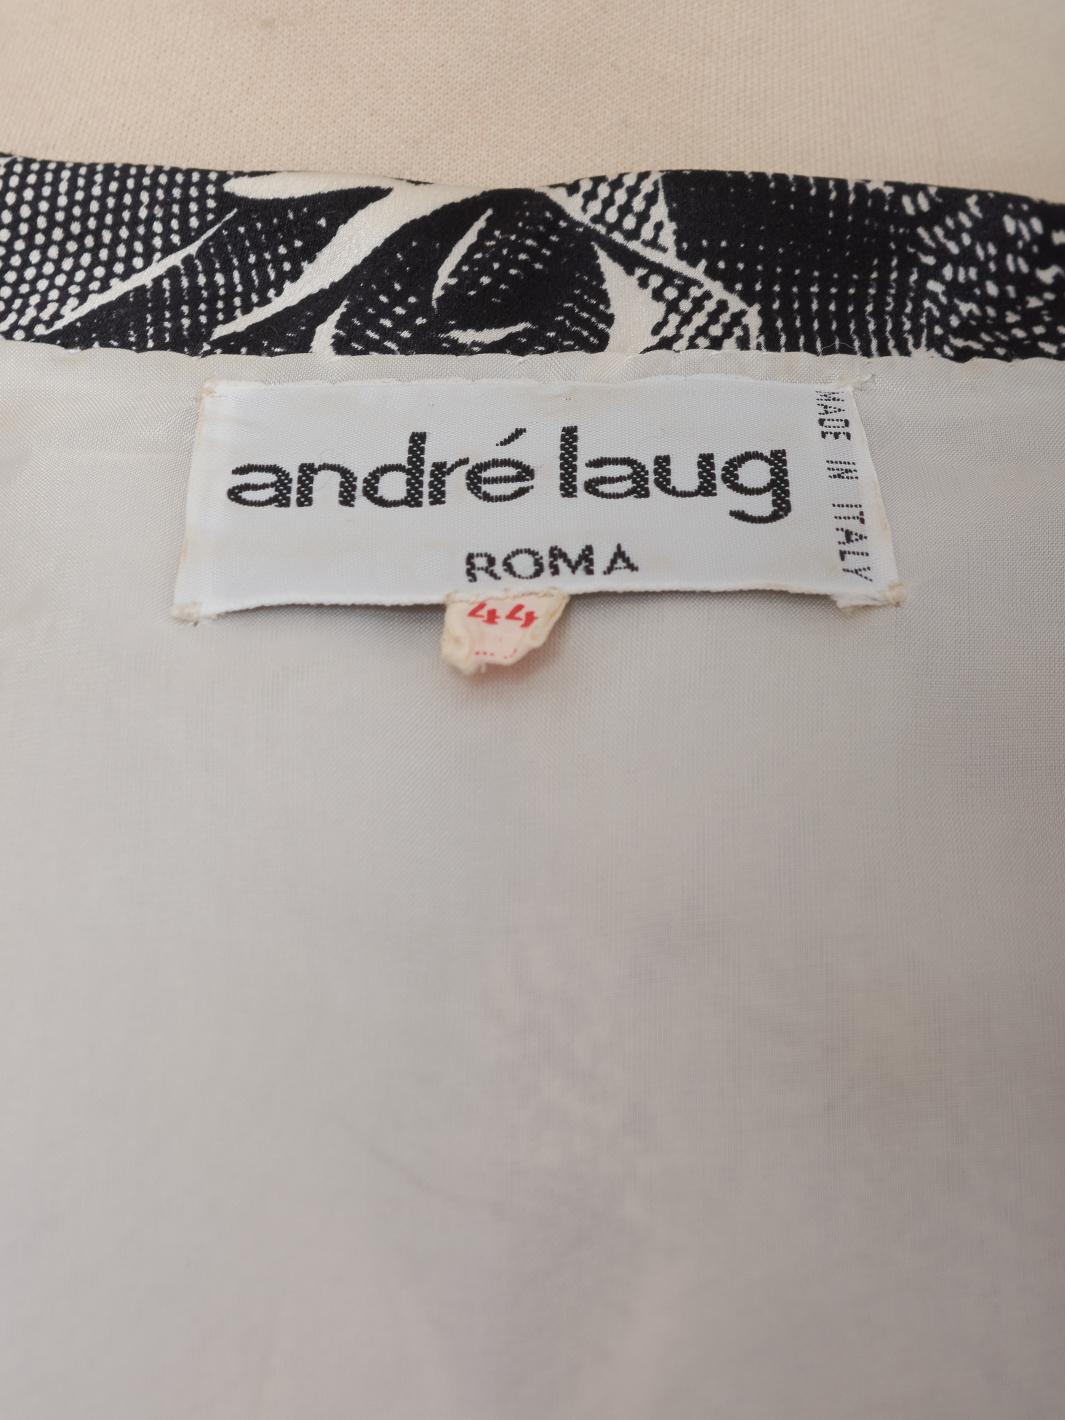 andré laug
ROMA
MADE IN ITALY
44